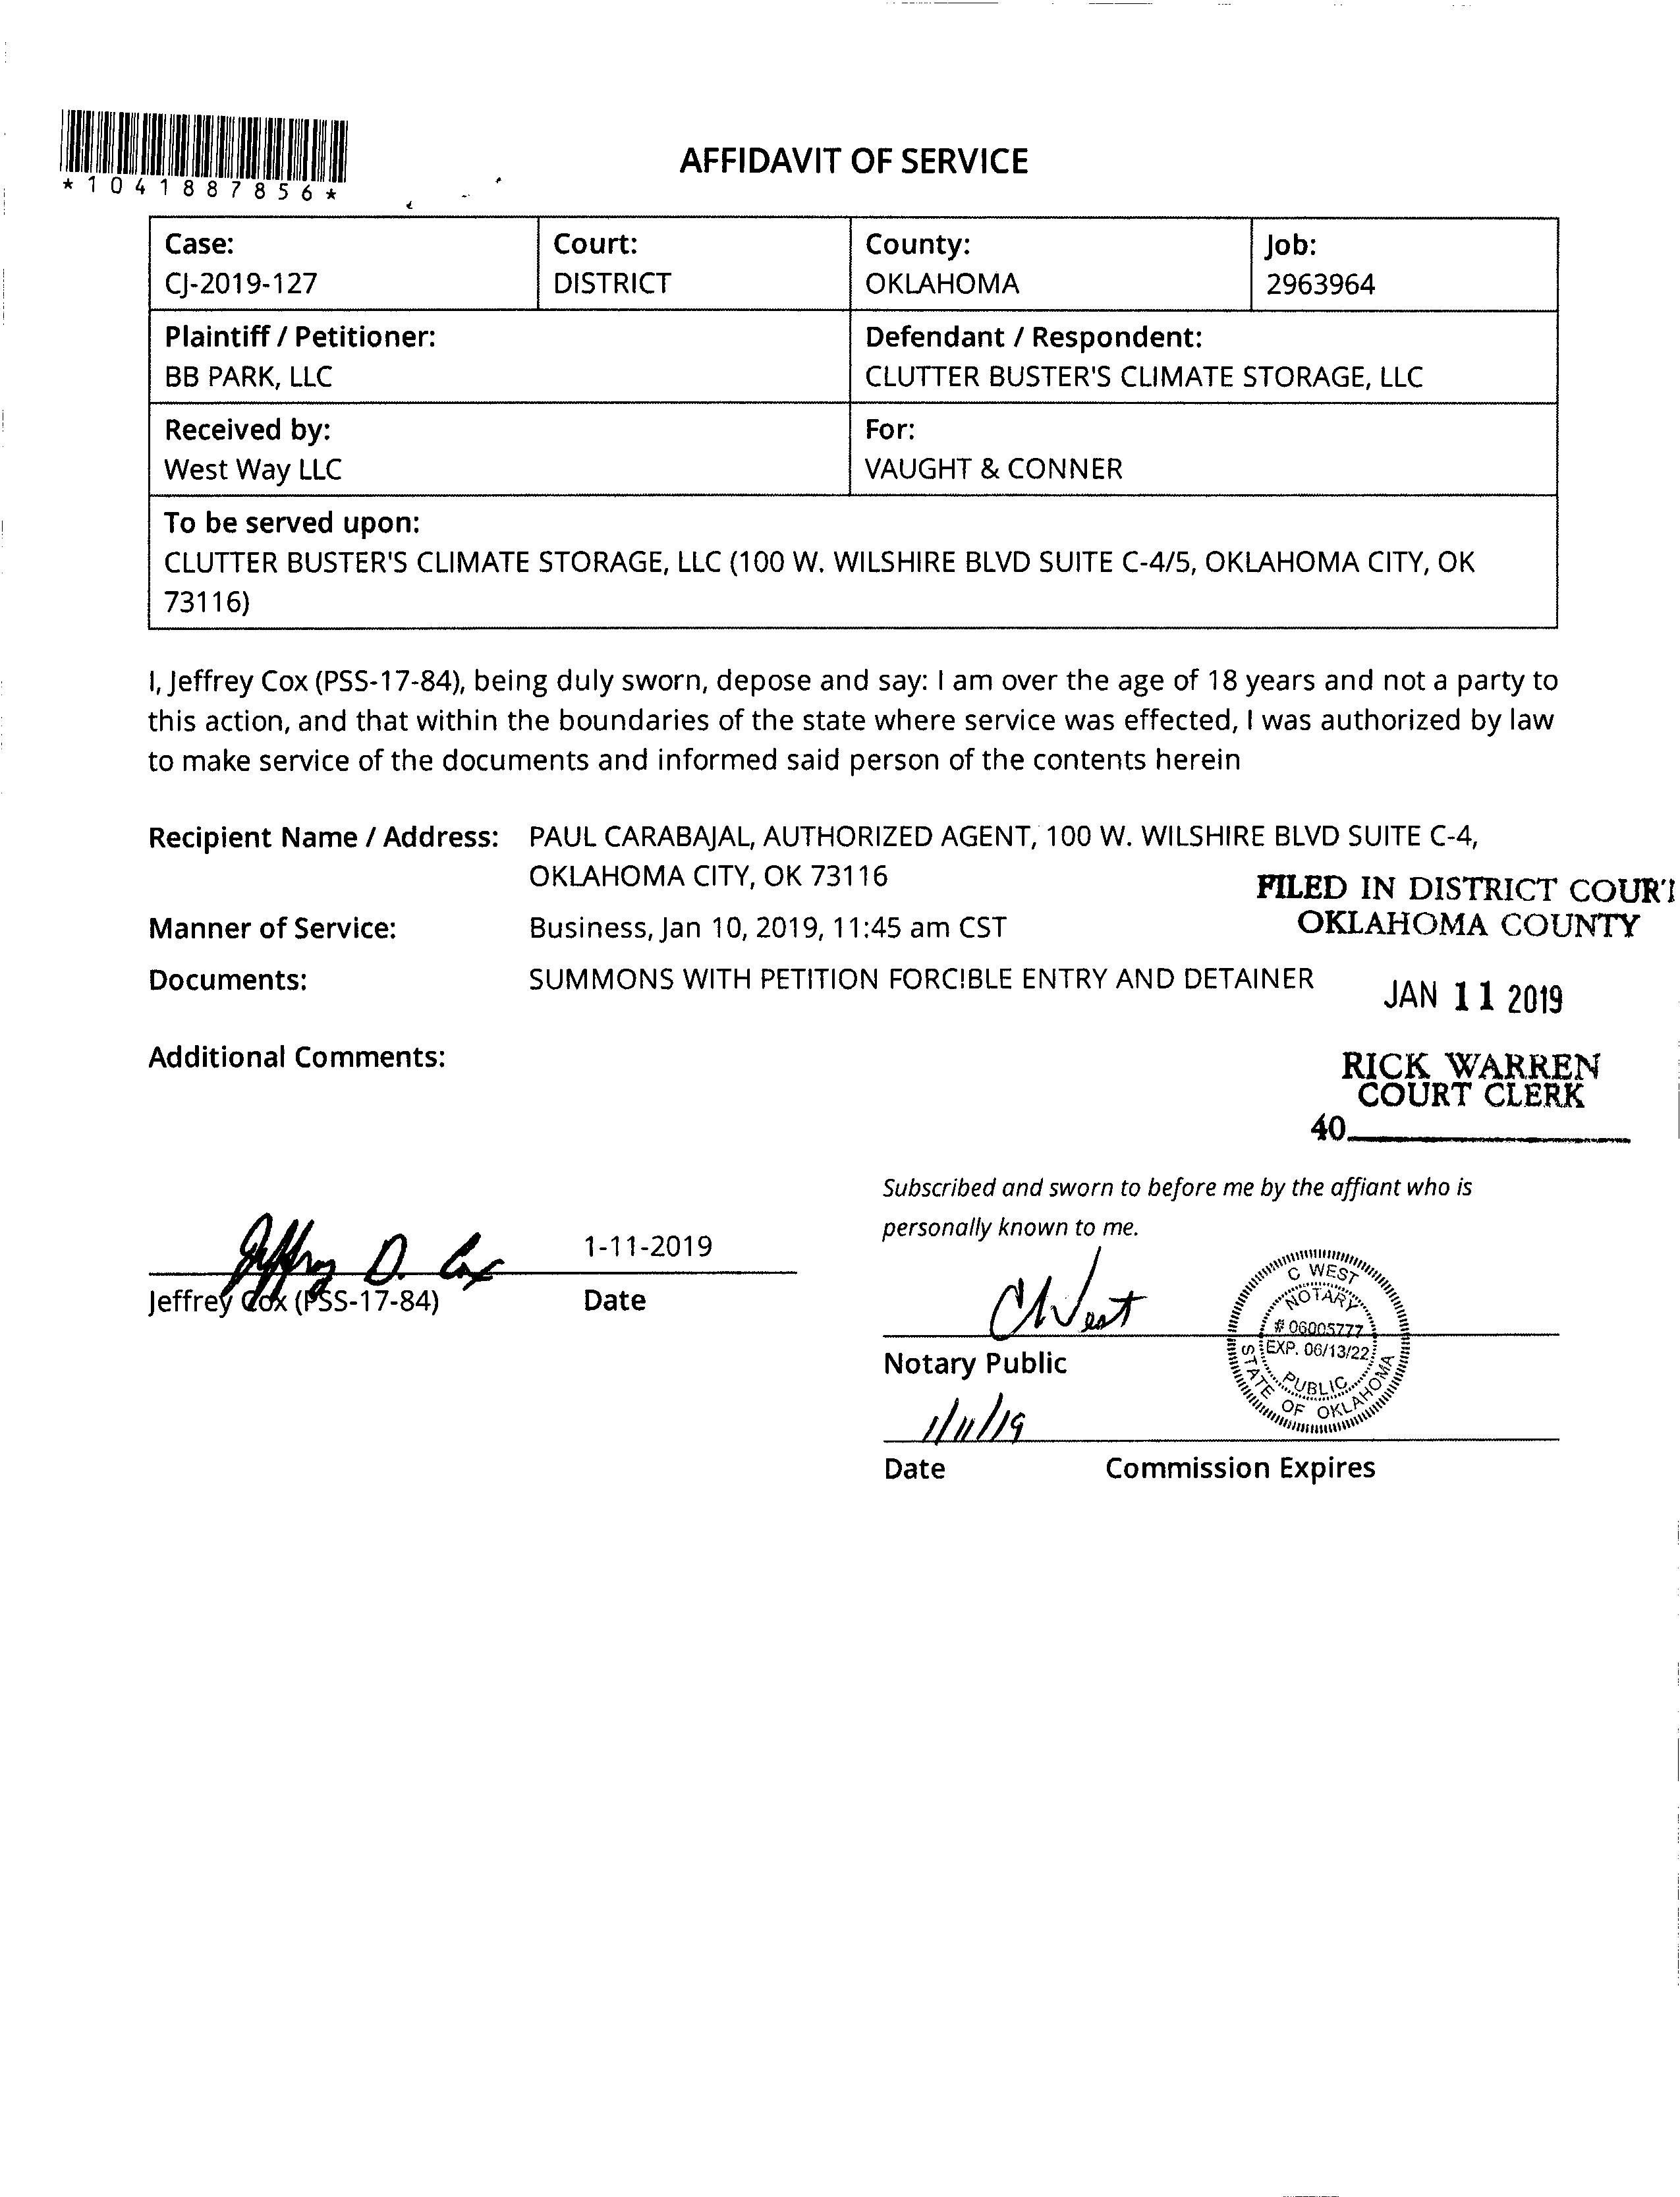 *1041887856*
AFFIDAVIT OF SERVICE
Case:
CJ-2019-127
Court:
DISTRICT
County:
OKLAHOMA
Job:
2963964
Plaintiff / Petitioner:
BB PARK, LLC
Defendant / Respondent:
CLUTTER BUSTER'S CLIMATE STORAGE, LLC
Received by:
West Way LLC
For:
VAUGHT & CONNER
To be served upon:
CLUTTER BUSTER'S CLIMATE STORAGE, LLC (100 W. WILSHIRE BLVD SUITE C-4/5, OKLAHOMA CITY, OK
73116)
I, Jeffrey Cox (PSS-17-84), being duly sworn, depose and say: I am over the age of 18 years and not a party to
this action, and that within the boundaries of the state where service was effected, I was authorized by law
to make service of the documents and informed said person of the contents herein
Recipient Name / Address: PAUL CARABAJAL, AUTHORIZED AGENT, 100 W. WILSHIRE BLVD SUITE C-4,
OKLAHOMA CITY, OK 73116
Manner of Service: Business, Jan 10, 2019, 11:45 am CST
Documents: SUMMONS WITH PETITION FORCIBLE ENTRY AND DETAINER
Additional Comments:
FILED IN DISTRICT COURT
OKLAHOMA COUNTY
JAN 11 2019
RICK WARREN
COURT CLERK
40
Jeffrey D. Cox
1-11-2019
Jeffrey Cox (PSS-17-84)
Date
Subscribed and sworn to before me by the affiant who is
personally known to me.
C West
Notary Public
C WEST
NOTARY
# 06005777
EXP. 06/13/22
PUBLIC
STATE OF OKLAHOMA
1/11/19
Date
Commission Expires